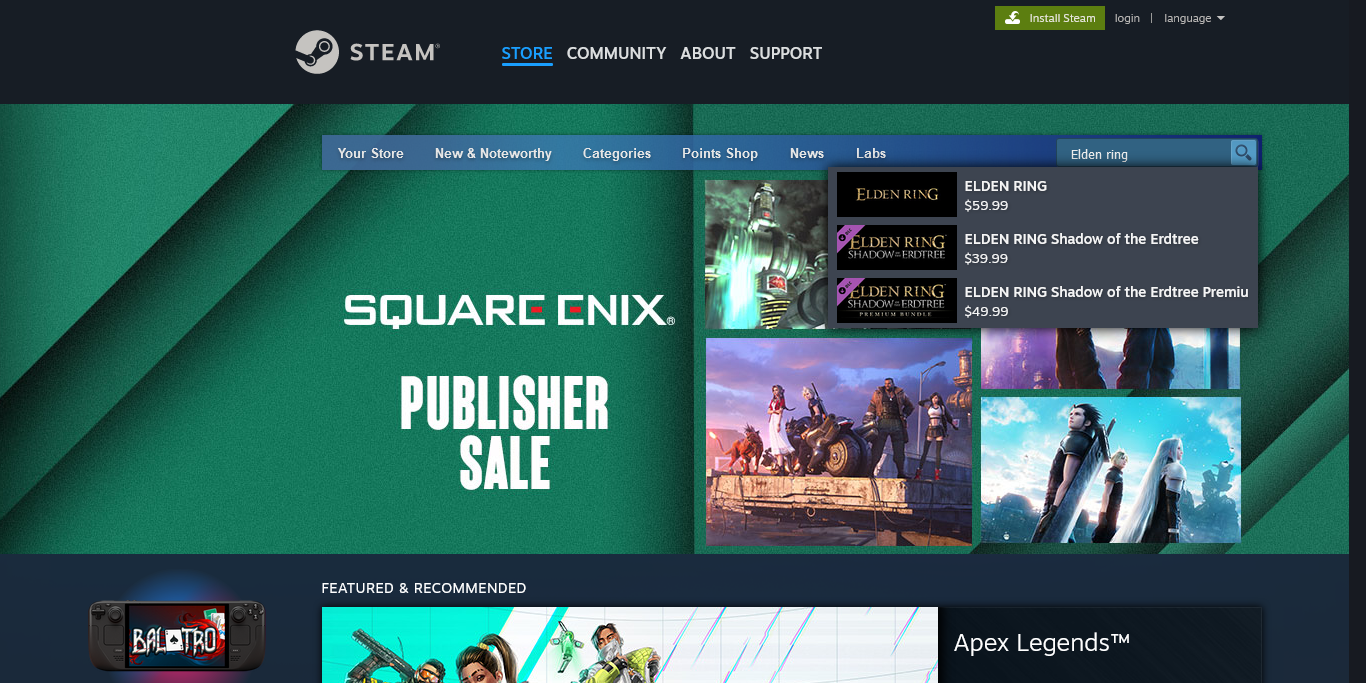 Install Steam
login
|
language
STEAM®
STORE
COMMUNITY
ABOUT
SUPPORT
Your Store
New & Noteworthy
Categories
Points Shop
News
Labs
Elden ring
ELDEN RING
ELDEN RING
$59.99
ELDEN RING
SHADOW OF THE ERDTREE
ELDEN RING Shadow of the Erdtree
$39.99
ELDEN RING
SHADOW OF THE ERDTREE
PREMIUM BUNDLE
ELDEN RING Shadow of the Erdtree Premiu
$49.99
SQUARE ENIX®
PUBLISHER
SALE
FEATURED & RECOMMENDED
BALATRO
Apex Legends™